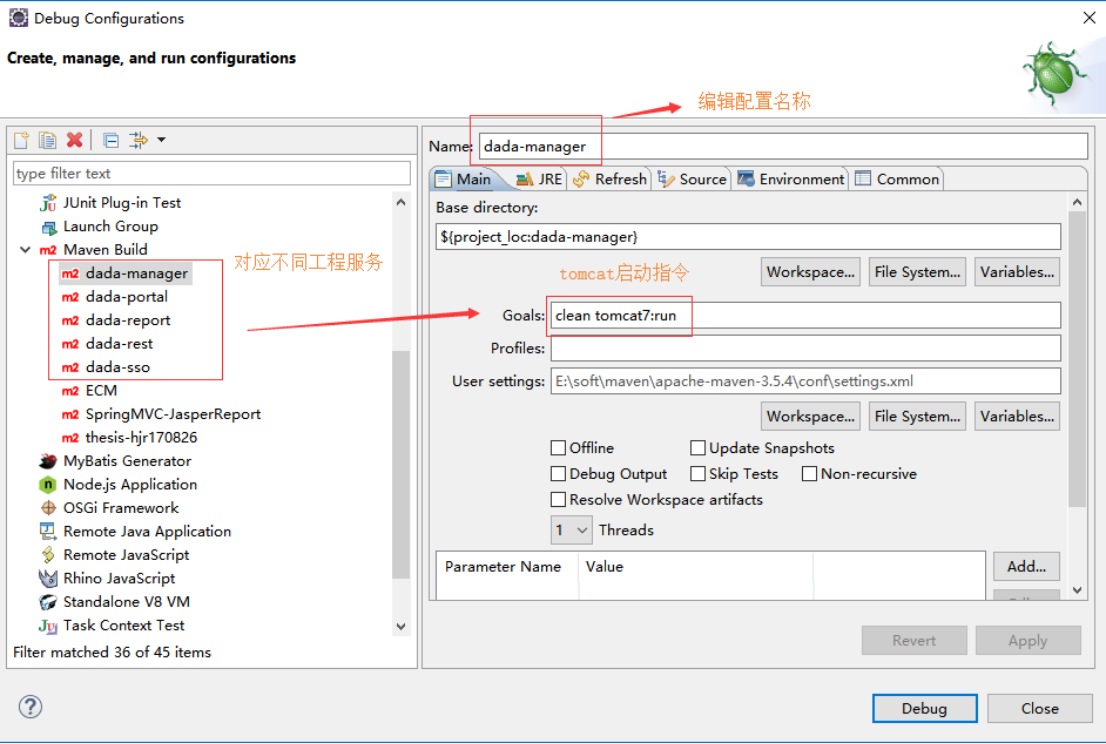 Debug Configurations
Create, manage, and run configurations
编辑配置名称
type filter text
JUnit Plug-in Test
Launch Group
m2 Maven Build
m2 dada-manager
m2 dada-portal
m2 dada-report
m2 dada-rest
m2 dada-sso
m2 ECM
m2 SpringMVC-JasperReport
m2 thesis-hjr170826
MyBatis Generator
Node.js Application
OSGi Framework
Remote Java Application
Remote JavaScript
Rhino JavaScript
Standalone V8 VM
Task Context Test
Filter matched 36 of 45 items
对应不同工程服务
Name: dada-manager
Main JRE Refresh Source Environment Common
Base directory:
${project_loc:dada-manager}
tomcat启动指令
Workspace... File System... Variables...
Goals: clean tomcat7:run
Profiles:
User settings: E:\soft\maven\apache-maven-3.5.4\conf\settings.xml
Workspace... File System... Variables...
Offline Update Snapshots
Debug Output Skip Tests Non-recursive
Resolve Workspace artifacts
1 Threads
Parameter Name Value
Add...
Revert Apply
Debug Close